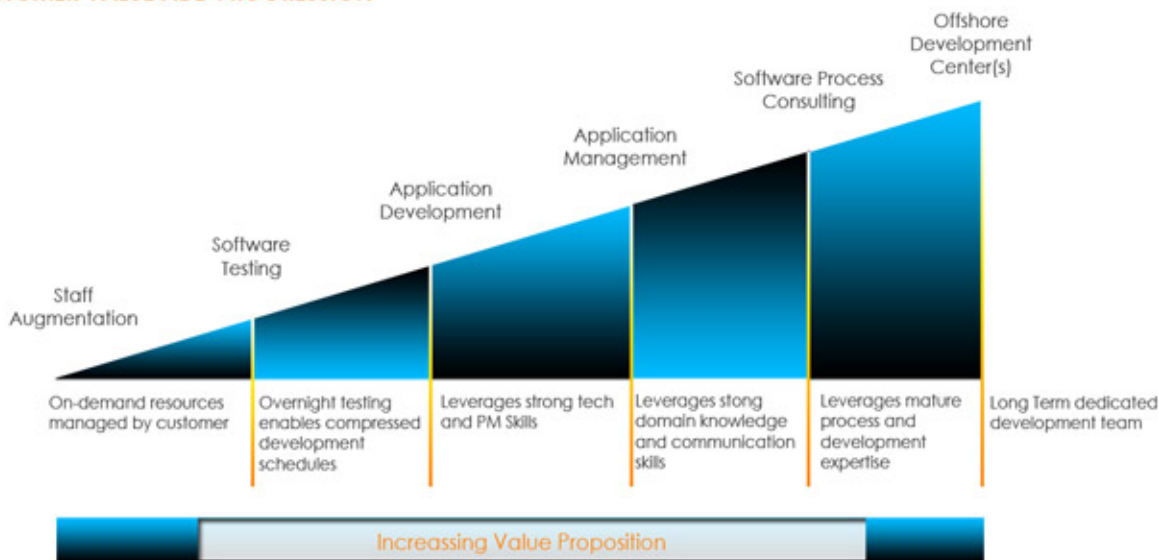 Offshore
Development
Center(s)
Software Process
Consulting
Application
Management
Application
Development
Software
Testing
Staff
Augmentation
On-demand resources
managed by customer
Overnight testing
enables compressed
development
schedules
Leverages strong tech
and PM Skills
Leverages stong
domain knowledge
and communication
skills
Leverages mature
process and
development
expertise
Long Term dedicated
development team
Increassing Value Proposition